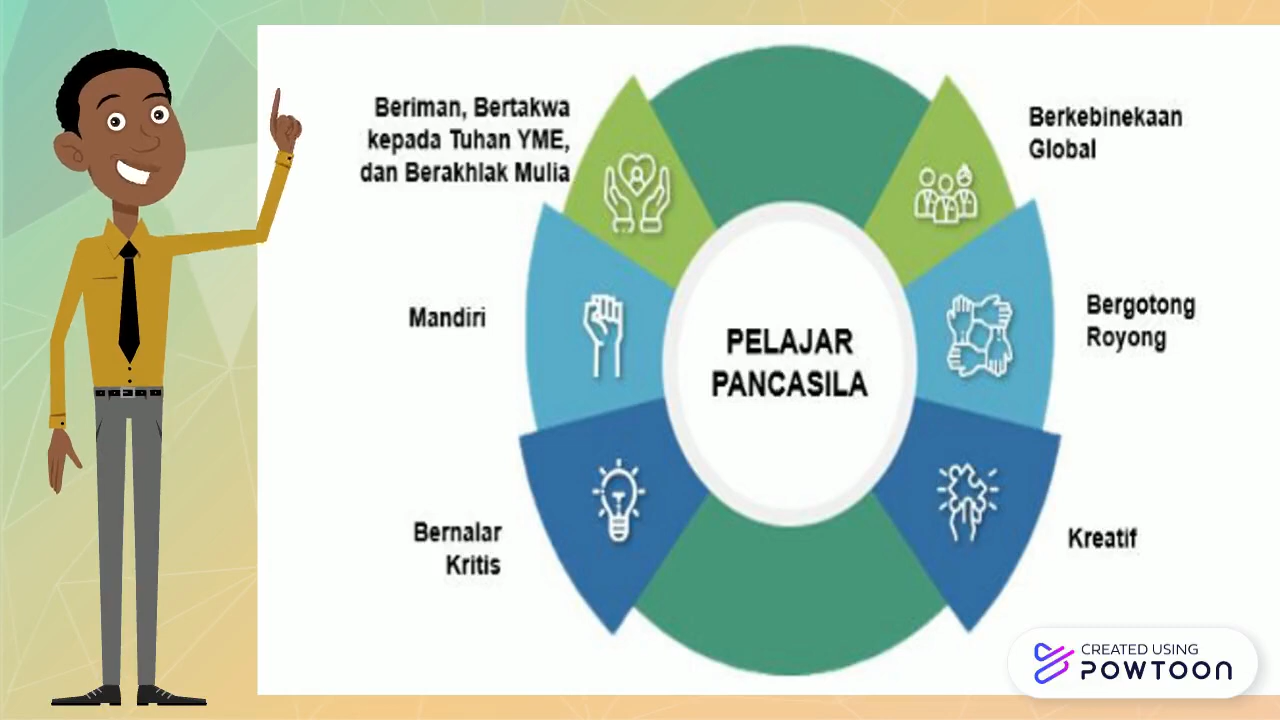 Beriman, Bertakwa
kepada Tuhan YME,
dan Berakhlak Mulia
Berkebinekaan
Global
Mandiri
Bergotong
Royong
PELAJAR
PANCASILA
Bernalar
Kritis
Kreatif
CREATED USING
POWTOON